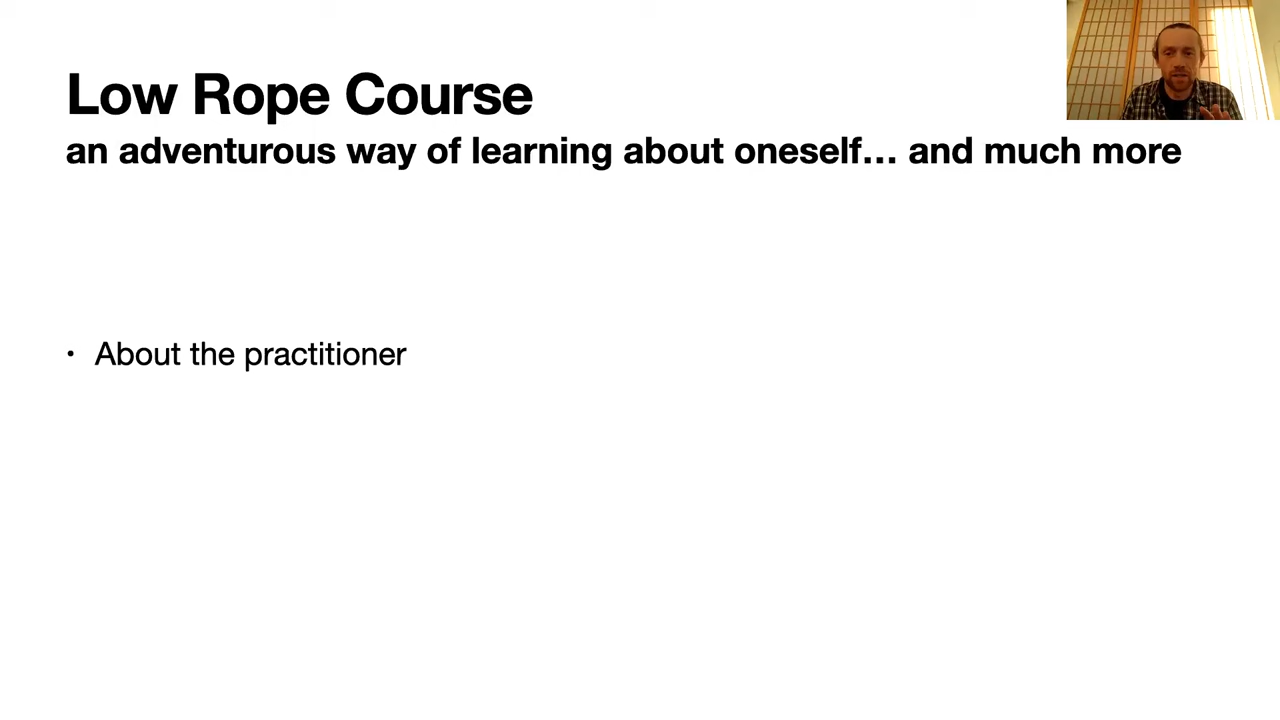 Low Rope Course
an adventurous way of learning about oneself… and much more
• About the practitioner